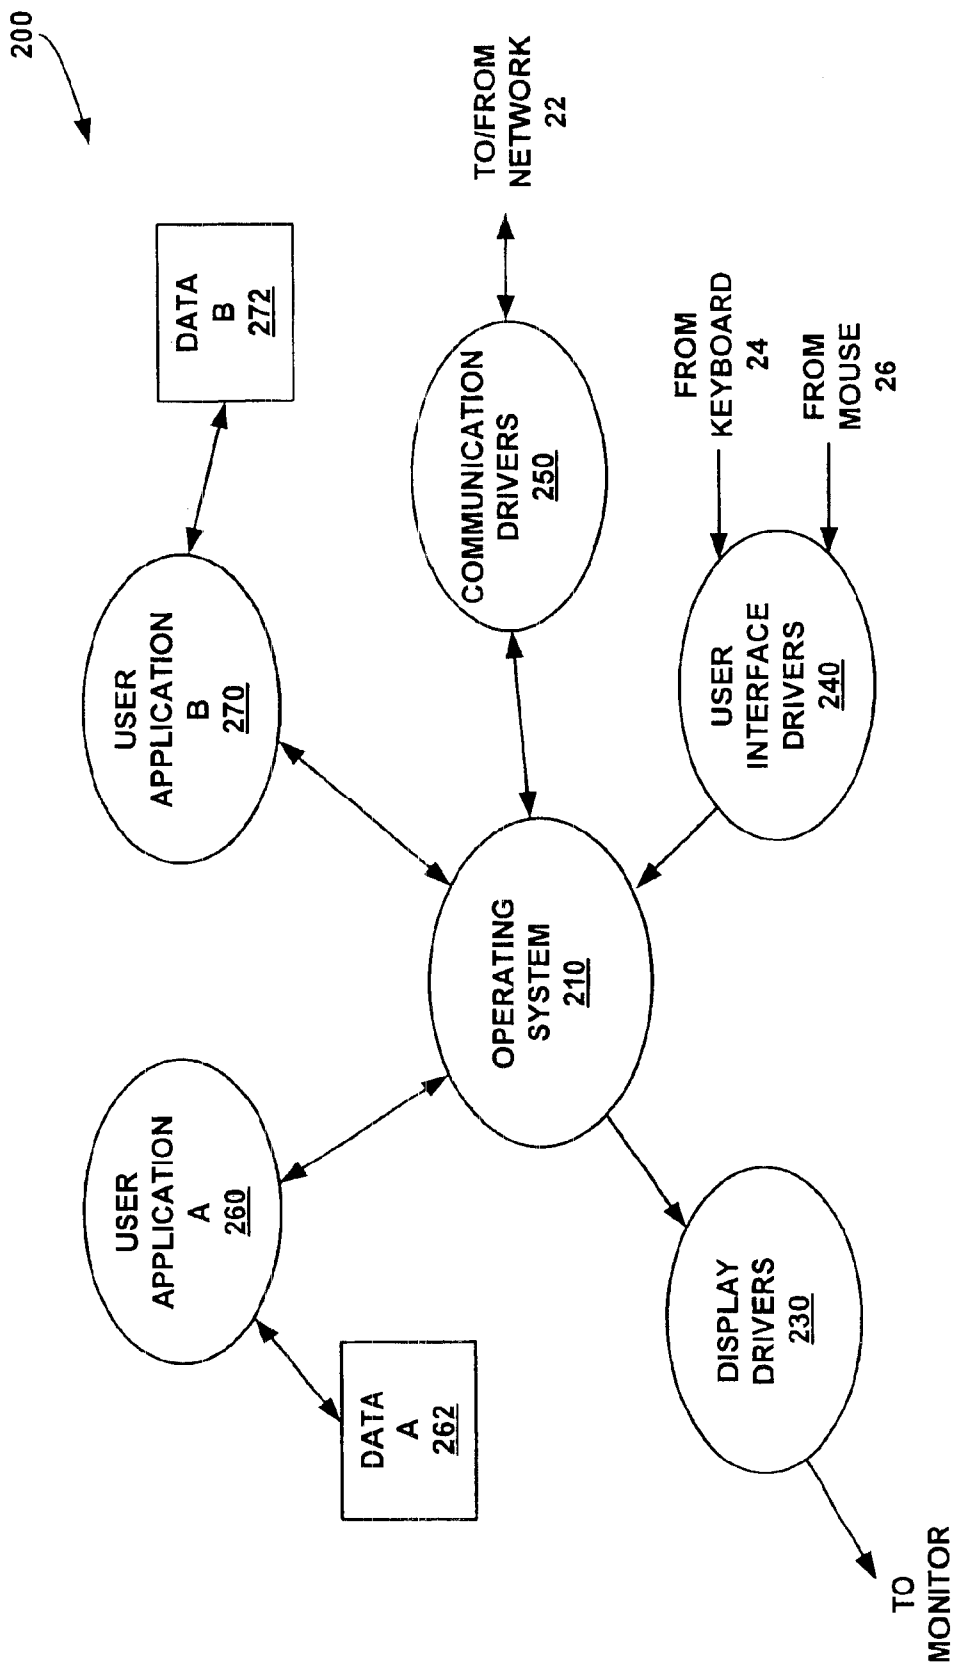 200
USER
APPLICATION
A
260
USER
APPLICATION
B
270
DATA
B
272
DATA
A
262
OPERATING
SYSTEM
210
COMMUNICATION
DRIVERS
250
TO/FROM
NETWORK
22
DISPLAY
DRIVERS
230
USER
INTERFACE
DRIVERS
240
FROM
KEYBOARD
24
FROM
MOUSE
26
TO
MONITOR